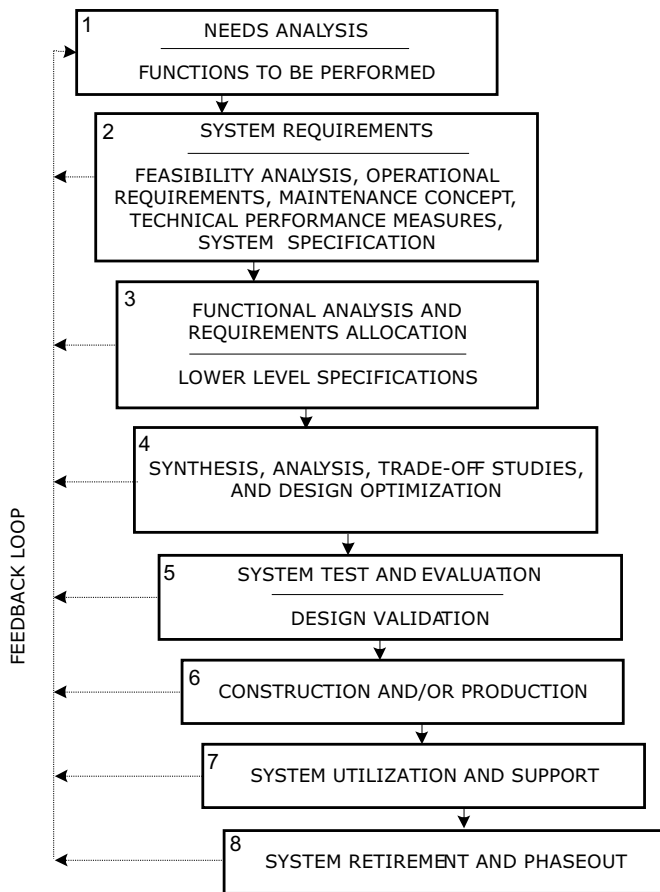 1
NEEDS ANALYSIS
FUNCTIONS TO BE PERFORMED
2
SYSTEM REQUIREMENTS
FEASIBILITY ANALYSIS, OPERATIONAL
REQUIREMENTS, MAINTENANCE CONCEPT,
TECHNICAL PERFORMANCE MEASURES,
SYSTEM SPECIFICATION
3
FUNCTIONAL ANALYSIS AND
REQUIREMENTS ALLOCATION
LOWER LEVEL SPECIFICATIONS
4
SYNTHESIS, ANALYSIS, TRADE-OFF STUDIES,
AND DESIGN OPTIMIZATION
5
SYSTEM TEST AND EVALUATION
DESIGN VALIDATION
6
CONSTRUCTION AND/OR PRODUCTION
7
SYSTEM UTILIZATION AND SUPPORT
8
SYSTEM RETIREMENT AND PHASEOUT
FEEDBACK LOOP